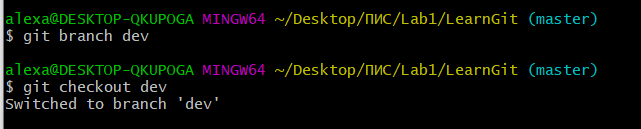 alexa@DESKTOP-QKUPOGA MINGW64 ~/Desktop/ПИС/Lab1/LearnGit (master)
$ git branch dev
alexa@DESKTOP-QKUPOGA MINGW64 ~/Desktop/ПИС/Lab1/LearnGit (master)
$ git checkout dev
Switched to branch 'dev'